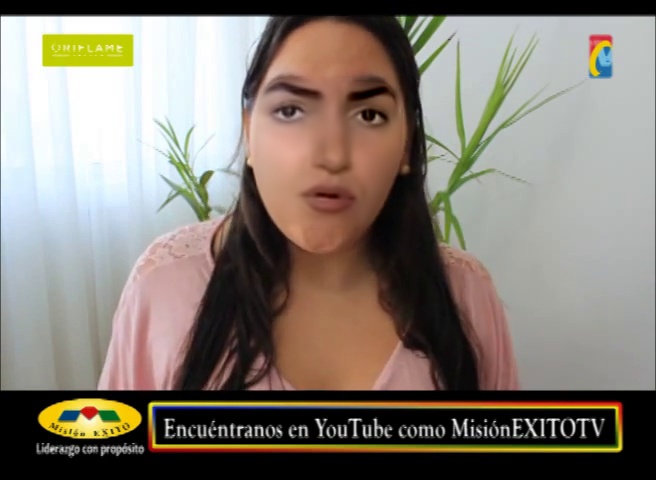 ORIFLAME
Misión EXITO
Liderazgo con propósito
Encuéntranos en YouTube como MisiónEXITOTV